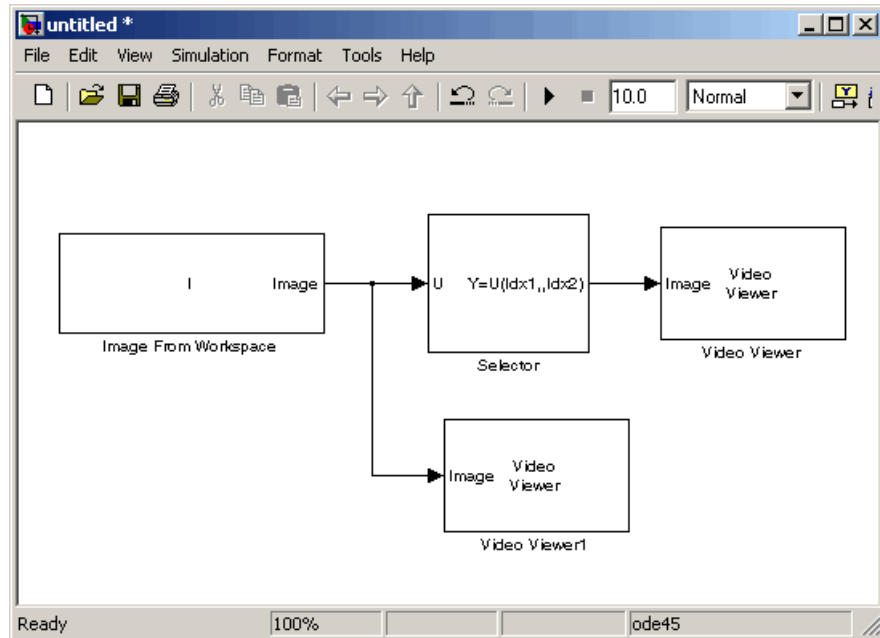 untitled *
File Edit View Simulation Format Tools Help
10.0 Normal
I Image
Image From Workspace
U Y=U(Idx1,,Idx2)
Selector
Image Video Viewer
Video Viewer
Image Video Viewer
Video Viewer1
Ready 100% ode45